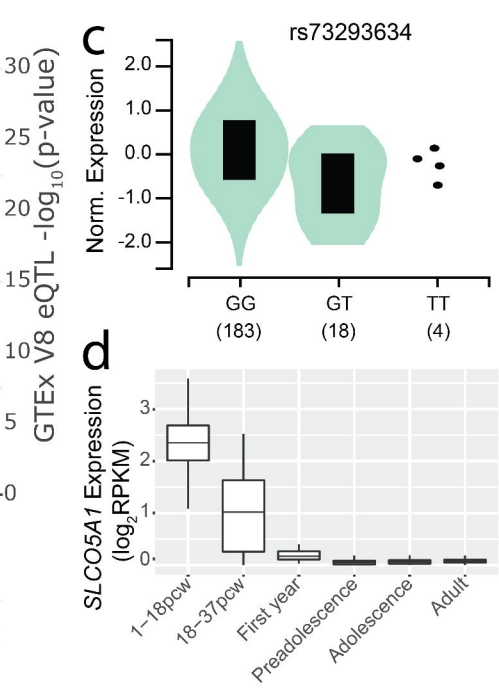 GTEx V8 eQTL -log10(p-value)
30
25
20
15
10
5
0
c
rs73293634
Norm. Expression
2.0
1.0
0.0
-1.0
-2.0
GG GT TT
(183) (18) (4)
d
SLCO5A1 Expression
(log2RPKM)
3
2
1
0
1–18pcw
18–37pcw
First year
Preadolescence
Adolescence
Adult